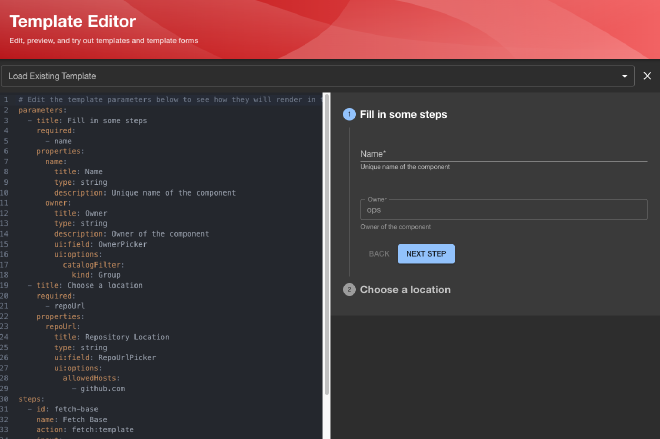 Template Editor
Edit, preview, and try out templates and template forms
Load Existing Template
1 # Edit the template parameters below to see how they will render in
2 parameters:
3 - title: Fill in some steps
4 required:
5 - name
6 properties:
7 name:
8 title: Name
9 type: string
10 description: Unique name of the component
11 owner:
12 title: Owner
13 type: string
14 description: Owner of the component
15 ui:field: OwnerPicker
16 ui:options:
17 catalogFilter:
18 kind: Group
19 - title: Choose a location
20 required:
21 - repoUrl
22 properties:
23 repoUrl:
24 title: Repository Location
25 type: string
26 ui:field: RepoUrlPicker
27 ui:options:
28 allowedHosts:
29 - github.com
30 steps:
31 - id: fetch-base
32 name: Fetch Base
33 action: fetch:template
1 Fill in some steps
Name*
Unique name of the component
Owner
ops
Owner of the component
BACK NEXT STEP
2 Choose a location